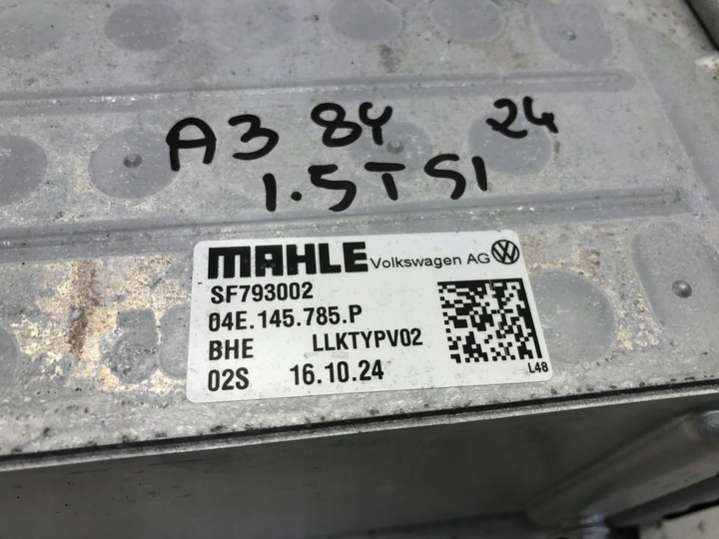 A3 8Y 24
1.5TSI
MAHLE Volkswagen AG
SF793002
04E.145.785.P
BHE LLKTYPV02
02S 16.10.24
L48